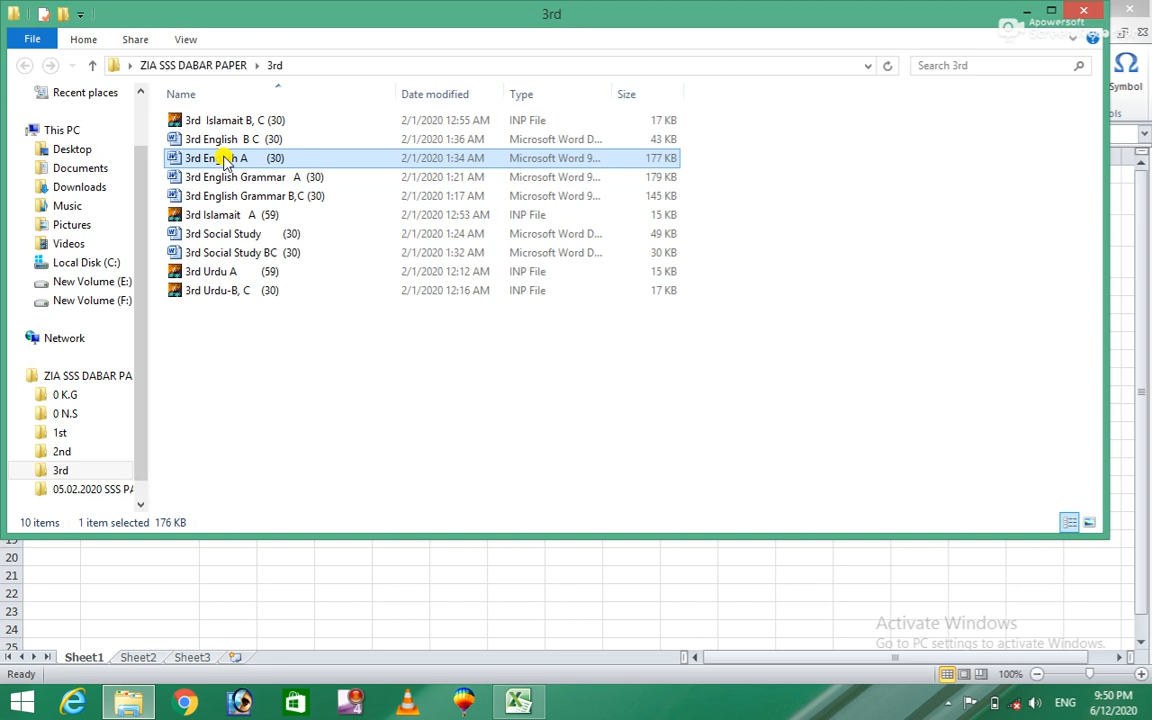 3rd
Apowersoft
File Home Share View
ZIA SSS DABAR PAPER 3rd
Search 3rd
Symbol
Name Date modified Type Size
3rd Islamait B, C (30) 2/1/2020 12:55 AM INP File 17 KB
3rd English B C (30) 2/1/2020 1:36 AM Microsoft Word D... 43 KB
3rd English A (30) 2/1/2020 1:34 AM Microsoft Word 9... 177 KB
3rd English Grammar A (30) 2/1/2020 1:21 AM Microsoft Word 9... 179 KB
3rd English Grammar B,C (30) 2/1/2020 1:17 AM Microsoft Word 9... 145 KB
3rd Islamait A (59) 2/1/2020 12:53 AM INP File 15 KB
3rd Social Study (30) 2/1/2020 1:24 AM Microsoft Word D... 49 KB
3rd Social Study BC (30) 2/1/2020 1:32 AM Microsoft Word D... 30 KB
3rd Urdu A (59) 2/1/2020 12:12 AM INP File 15 KB
3rd Urdu-B, C (30) 2/1/2020 12:16 AM INP File 17 KB
Recent places
This PC
Desktop
Documents
Downloads
Music
Pictures
Videos
Local Disk (C:)
New Volume (E:)
New Volume (F:)
Network
ZIA SSS DABAR PA
0 K.G
0 N.S
1st
2nd
3rd
05.02.2020 SSS PA
10 items 1 item selected 176 KB
20
21
22
23
24
25
Activate Windows
Go to PC settings to activate Windows.
Sheet1 Sheet2 Sheet3
Ready 100%
ENG
9:50 PM
6/12/2020